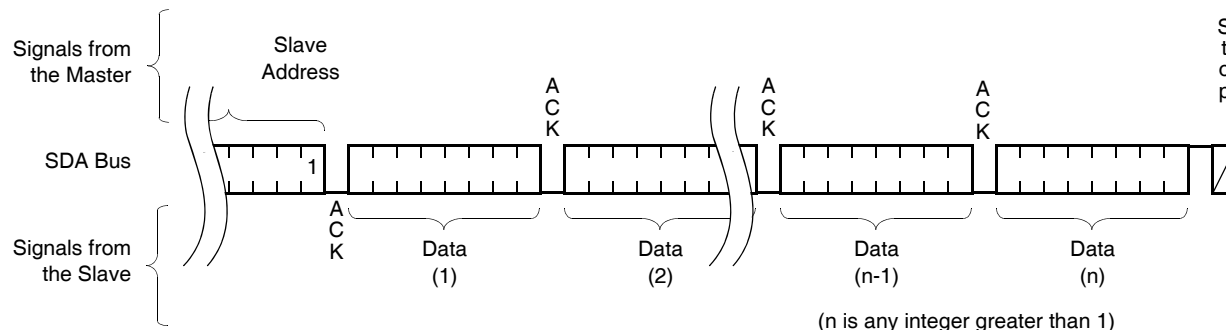 Signals from
the Master
Slave
Address
A
C
K
A
C
K
A
C
K
S
t
o
p
SDA Bus
1
A
C
K
Signals from
the Slave
Data
(1)
Data
(2)
Data
(n-1)
Data
(n)
(n is any integer greater than 1)